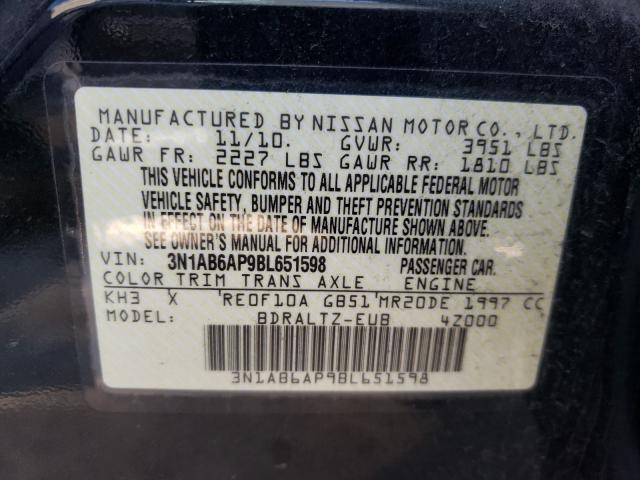 MANUFACTURED BY NISSAN MOTOR CO., LTD.
DATE: 11/10. GVWR: 3951 LBS
GAWR FR: 2227 LBS GAWR RR: 1810 LBS
THIS VEHICLE CONFORMS TO ALL APPLICABLE FEDERAL MOTOR
VEHICLE SAFETY, BUMPER AND THEFT PREVENTION STANDARDS
IN EFFECT ON THE DATE OF MANUFACTURE SHOWN ABOVE.
SEE OWNER'S MANUAL FOR ADDITIONAL INFORMATION.
VIN: 3N1AB6AP9BL651598 PASSENGER CAR.
COLOR TRIM TRANS AXLE ENGINE
KH3 X RE0F10A GB51 MR20DE 1997 CC
MODEL: BDRALTZ-EUB 4Z000
3N1AB6AP9BL651598